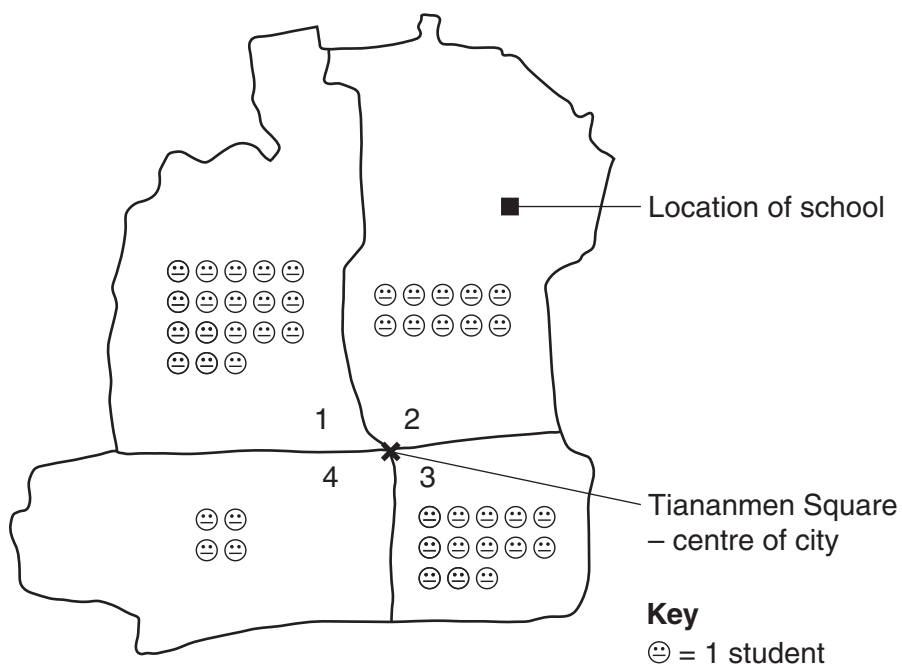 Location of school
1
2
4
3
Tiananmen Square
– centre of city
Key
= 1 student